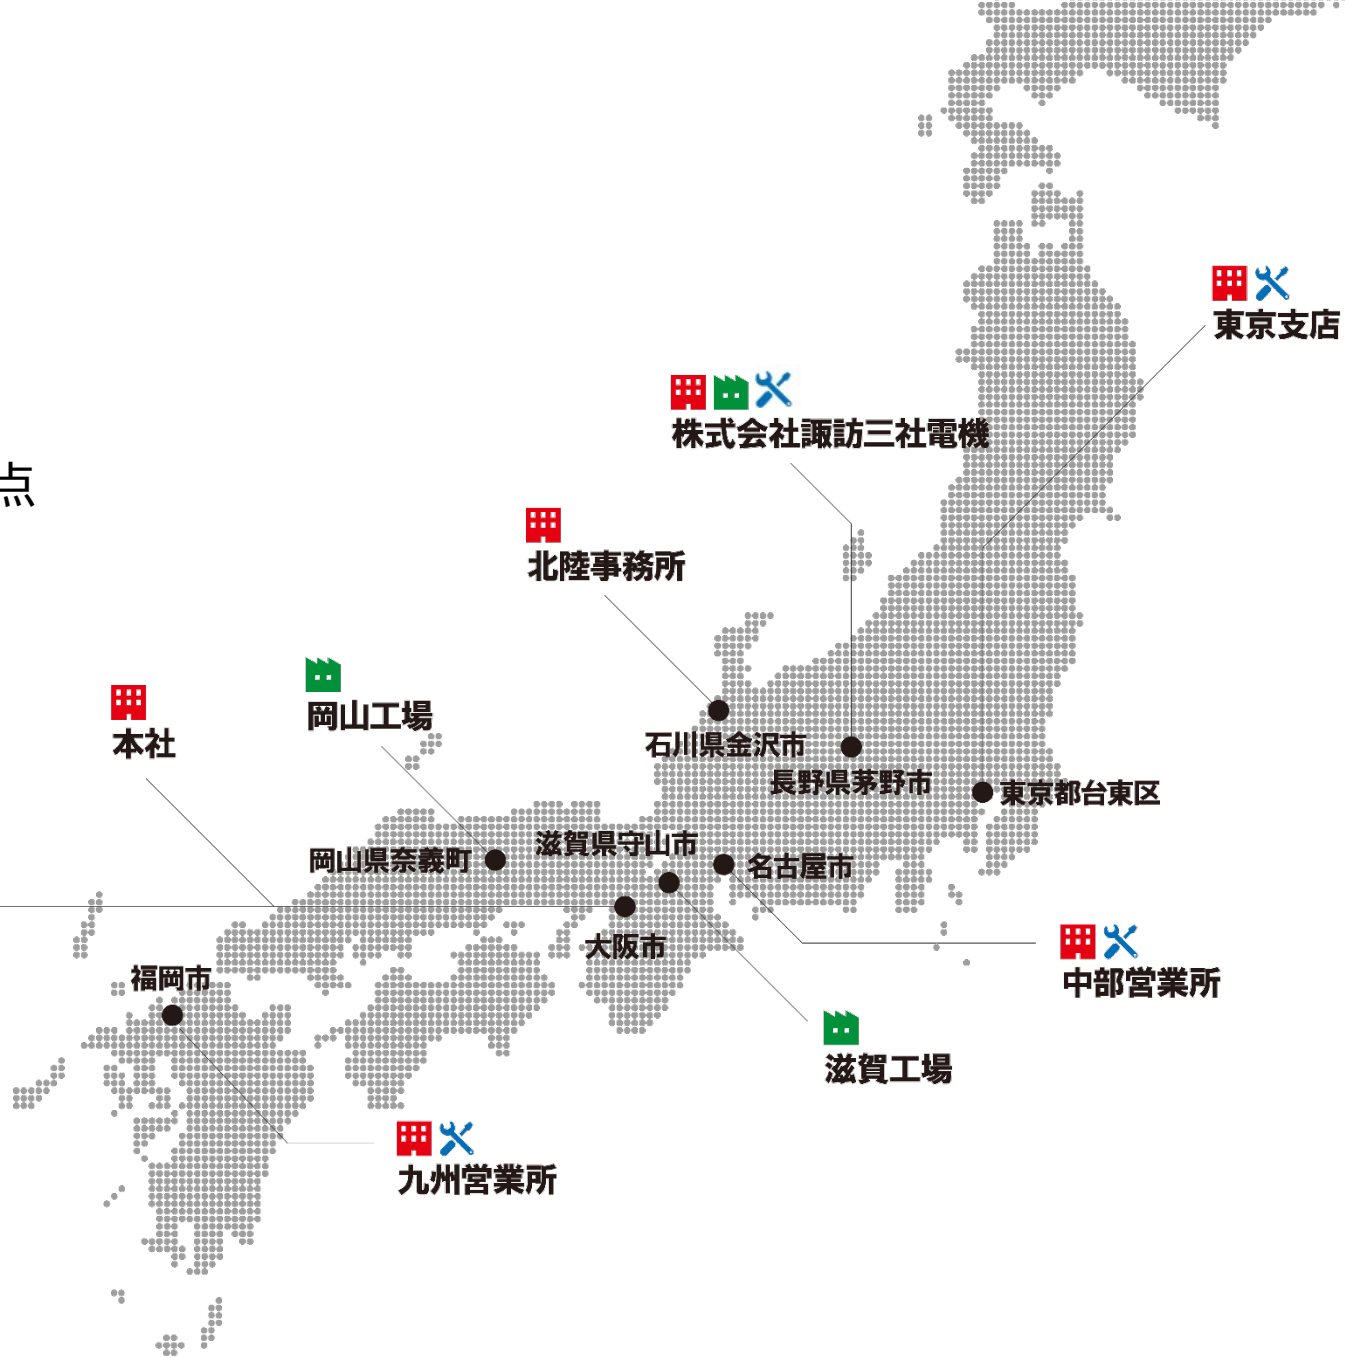 東京支店
株式会社諏訪三社電機
点
北陸事務所
岡山工場
本社
石川県金沢市
長野県茅野市
東京都台東区
滋賀県守山市
岡山県奈義町
名古屋市
大阪市
福岡市
中部営業所
滋賀工場
九州営業所